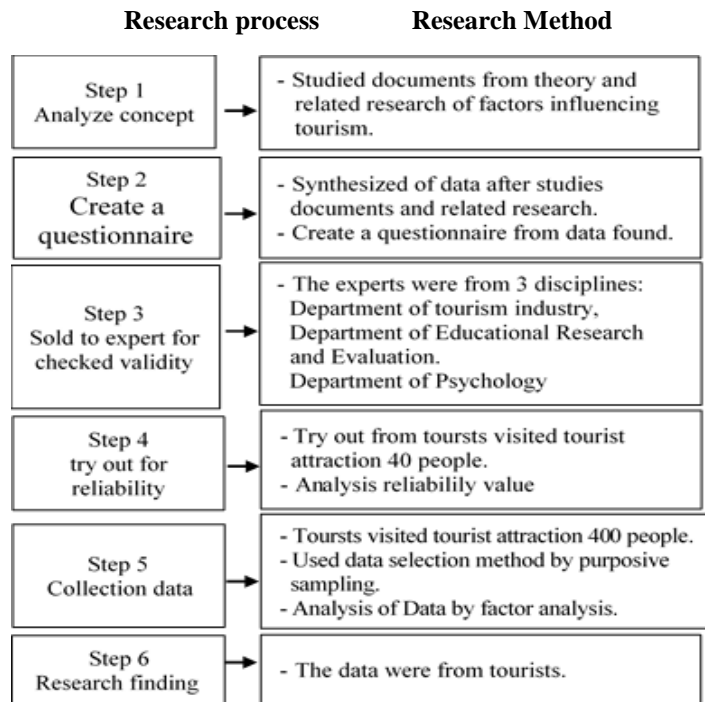 Research process Research Method
Step 1
Analyze concept
- Studied documents from theory and
related research of factors influencing
tourism.
Step 2
Create a
questionnaire
- Synthesized of data after studies
documents and related research.
- Create a questionnaire from data found.
Step 3
Sold to expert for
checked validity
- The experts were from 3 disciplines:
Department of tourism industry,
Department of Educational Research
and Evaluation.
Department of Psychology
Step 4
try out for
reliability
- Try out from toursts visited tourist
attraction 40 people.
- Analysis reliabilily value
Step 5
Collection data
- Toursts visited tourist attraction 400 people.
- Used data selection method by purposive
sampling.
- Analysis of Data by factor analysis.
Step 6
Research finding
- The data were from tourists.